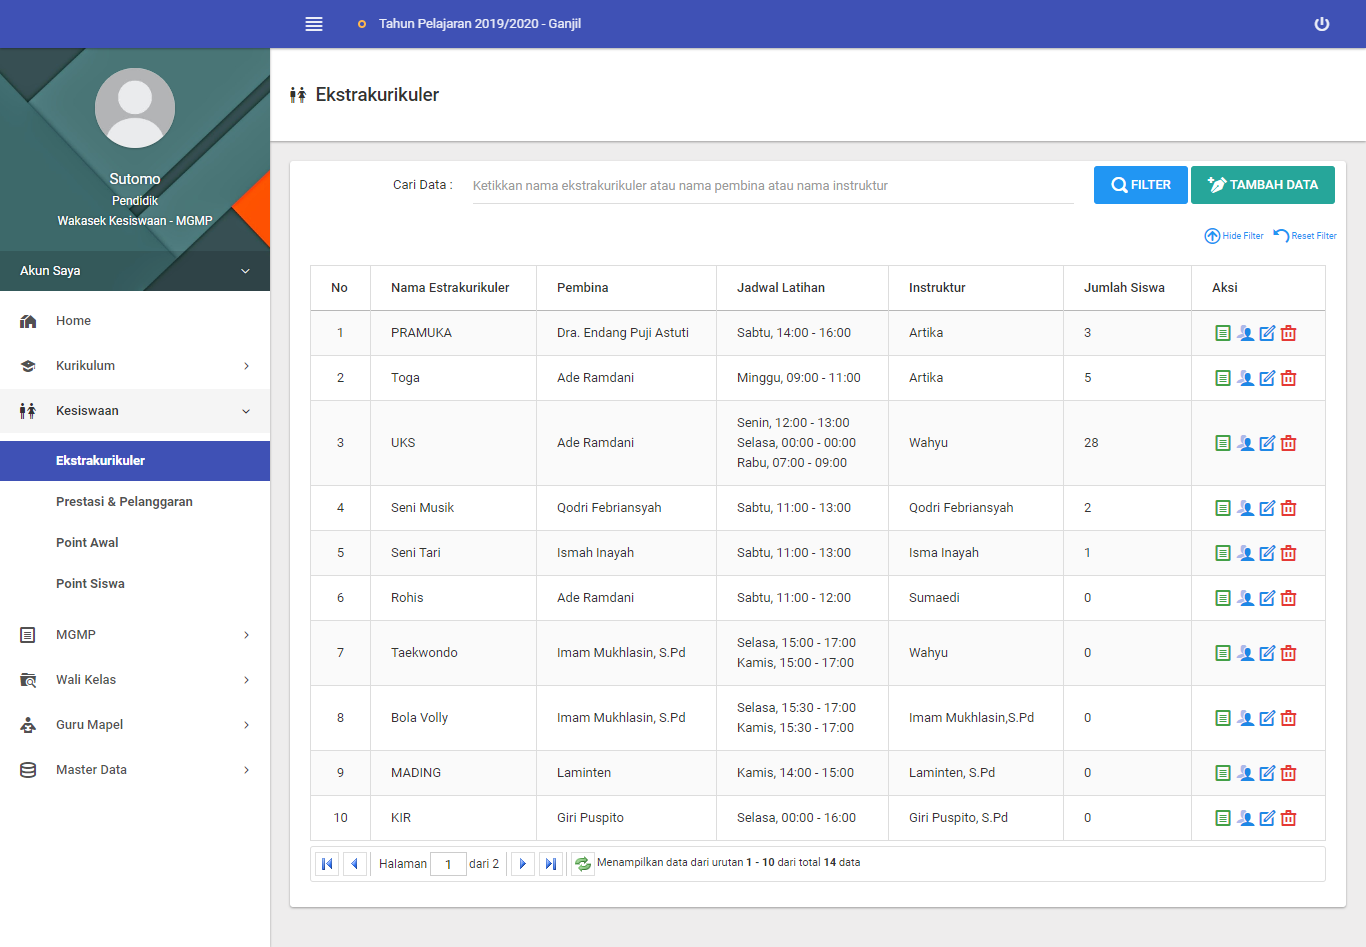 Tahun Pelajaran 2019/2020 - Ganjil
Sutomo
Pendidik
Wakasek Kesiswaan - MGMP
Akun Saya
Home
Kurikulum
Kesiswaan
Ekstrakurikuler
Prestasi & Pelanggaran
Point Awal
Point Siswa
MGMP
Wali Kelas
Guru Mapel
Master Data
Ekstrakurikuler
Cari Data : Ketikkan nama ekstrakurikuler atau nama pembina atau nama instruktur FILTER TAMBAH DATA
Hide Filter Reset Filter
No Nama Estrakurikuler Pembina Jadwal Latihan Instruktur Jumlah Siswa Aksi
1 PRAMUKA Dra. Endang Puji Astuti Sabtu, 14:00 - 16:00 Artika 3
2 Toga Ade Ramdani Minggu, 09:00 - 11:00 Artika 5
Senin, 12:00 - 13:00
3 UKS Ade Ramdani Selasa, 00:00 - 00:00 Wahyu 28
Rabu, 07:00 - 09:00
4 Seni Musik Qodri Febriansyah Sabtu, 11:00 - 13:00 Qodri Febriansyah 2
5 Seni Tari Ismah Inayah Sabtu, 11:00 - 13:00 Isma Inayah 1
6 Rohis Ade Ramdani Sabtu, 11:00 - 12:00 Sumaedi 0
7 Taekwondo Imam Mukhlasin, S.Pd Selasa, 15:00 - 17:00 Wahyu 0
Kamis, 15:00 - 17:00
8 Bola Volly Imam Mukhlasin, S.Pd Selasa, 15:30 - 17:00 Imam Mukhlasin,S.Pd 0
Kamis, 15:30 - 17:00
9 MADING Laminten Kamis, 14:00 - 15:00 Laminten, S.Pd 0
10 KIR Giri Puspito Selasa, 00:00 - 16:00 Giri Puspito, S.Pd 0
Halaman 1 dari 2 Menampilkan data dari urutan 1 - 10 dari total 14 data